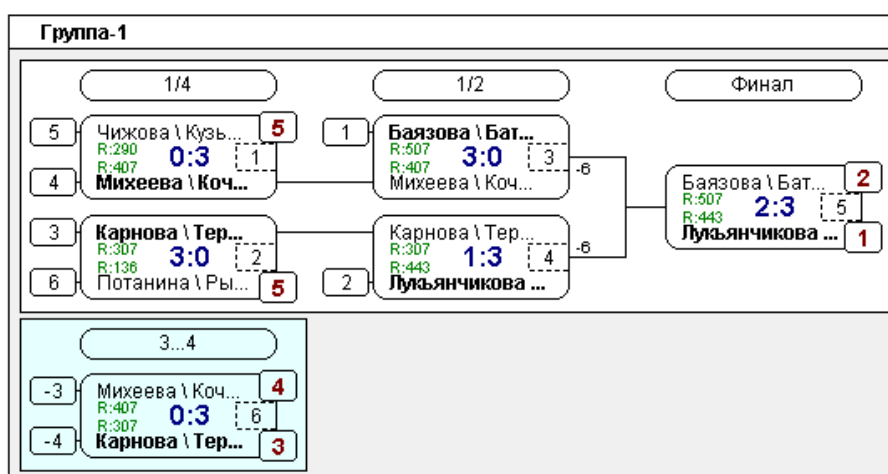 Группа-1
1/4
1/2
Финал
5 Чижова \ Кузь... 5
R:290
R:407 0:3 1
4 Михеева \ Коч...
1 Баязова \ Бат...
R:507
R:407 3:0 3
Михеева \ Коч...
-6
3 Карнова \ Тер...
R:307
R:136 3:0 2
6 Потанина \ Ры... 5
Карнова \ Тер...
R:307
R:443 1:3 4
2 Лукьянчикова ...
-6
Баязова \ Бат... 2
R:507
R:443 2:3 5
Лукьянчикова ... 1
3...4
-3 Михеева \ Коч... 4
R:407
R:307 0:3 6
-4 Карнова \ Тер... 3